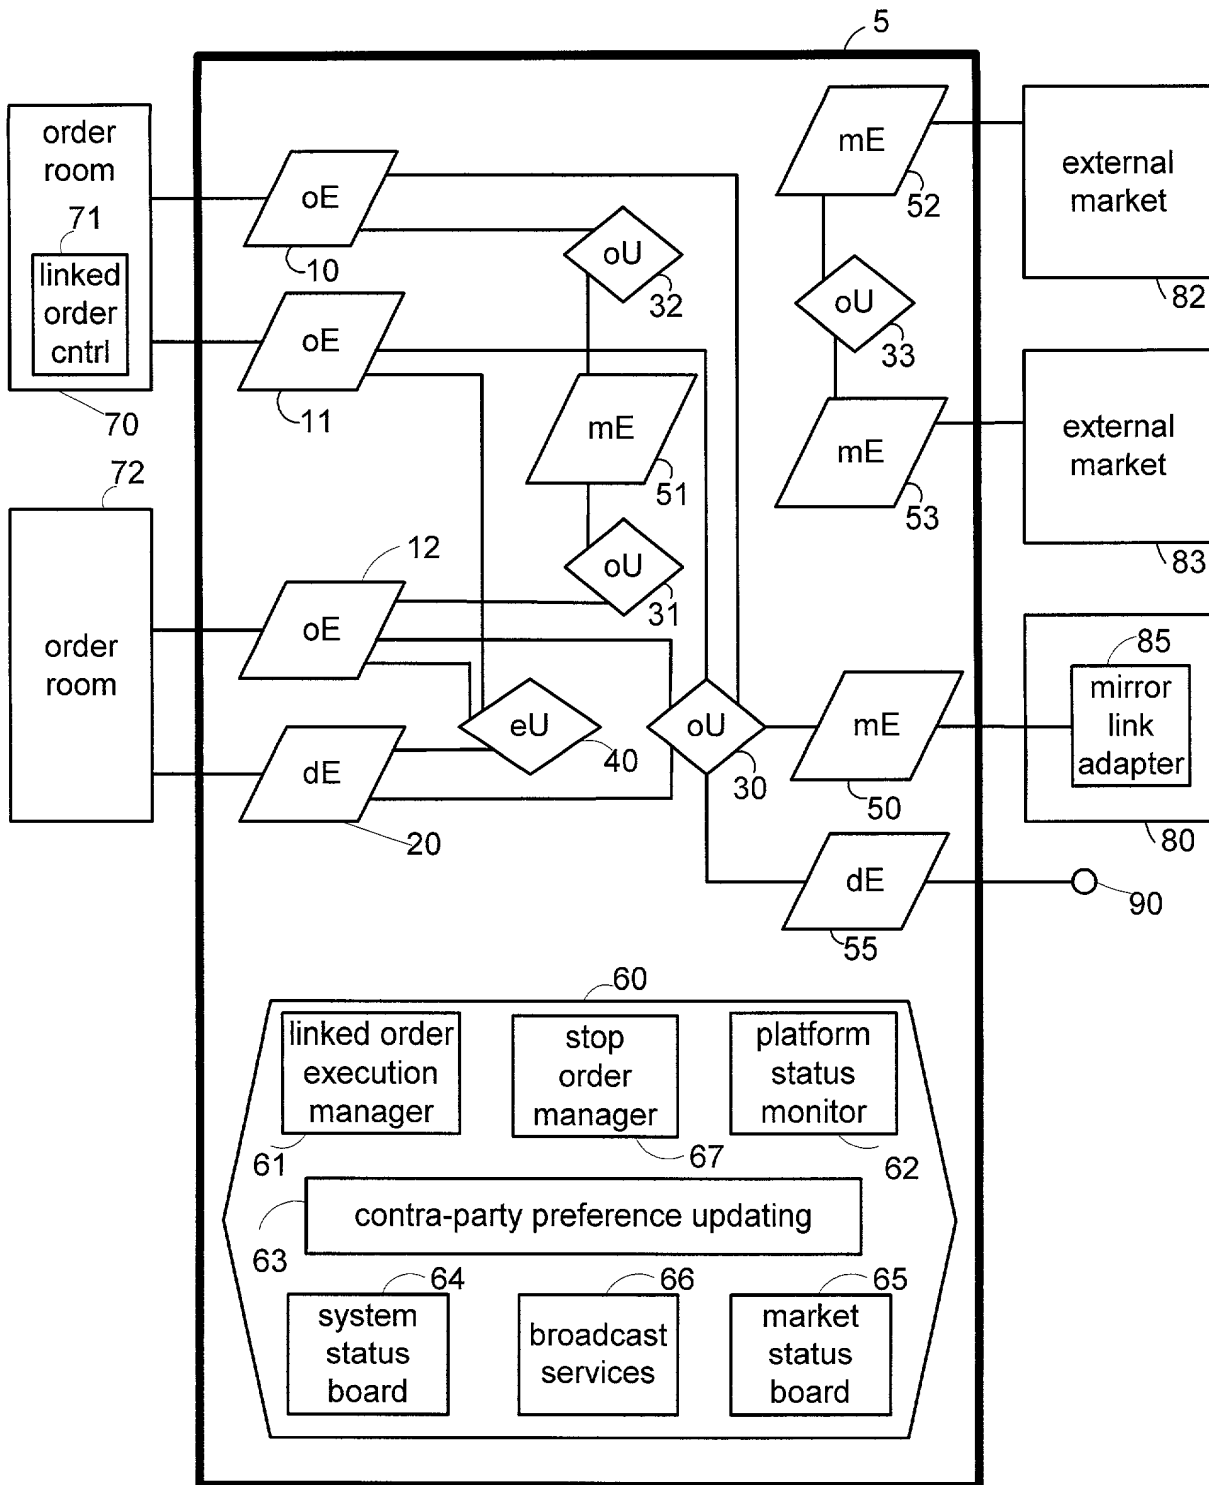 5
order
room
71
linked
order
cntrl
70
oE
10
oE
11
oU
32
mE
51
oU
31
mE
52
oU
33
mE
53
external
market
82
external
market
83
72
order
room
12
oE
dE
20
eU
40
oU
30
mE
50
85
mirror
link
adapter
80
dE
55
90
60
linked order
execution
manager
61
stop
order
manager
67
platform
status
monitor
62
contra-party preference updating
63
64
system
status
board
66
broadcast
services
65
market
status
board